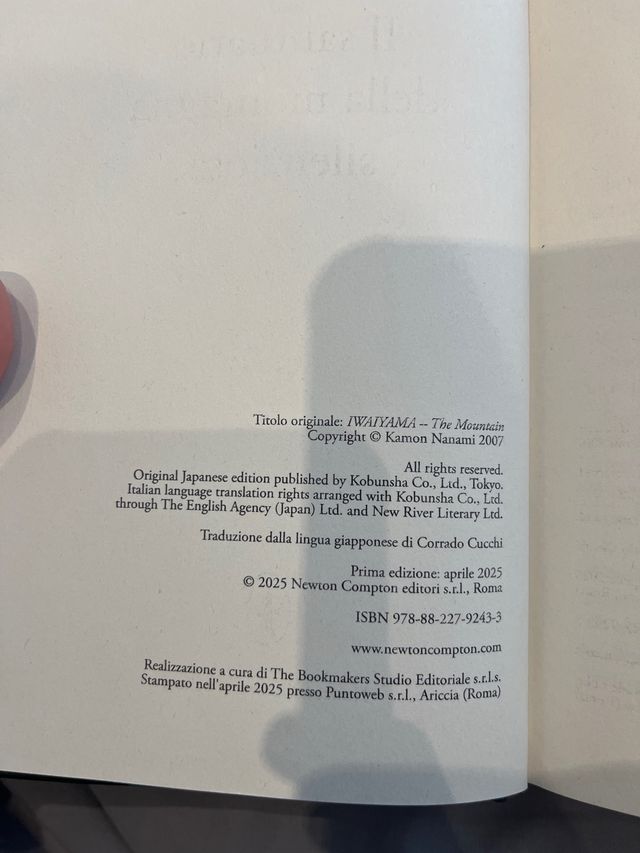 Titolo originale: IWAIYAMA – The Mountain
Copyright © Kamon Nanami 2007
All rights reserved.
Original Japanese edition published by Kobunsha Co., Ltd., Tokyo.
Italian language translation rights arranged with Kobunsha Co., Ltd.
through The English Agency (Japan) Ltd. and New River Literary Ltd.
Traduzione dalla lingua giapponese di Corrado Cucchi
Prima edizione: aprile 2025
© 2025 Newton Compton editori s.r.l., Roma
ISBN 978-88-227-9243-3
www.newtoncompton.com
Realizzazione a cura di The Bookmakers Studio Editoriale s.r.l.s.
Stampato nell'aprile 2025 presso Puntoweb s.r.l., Ariccia (Roma)